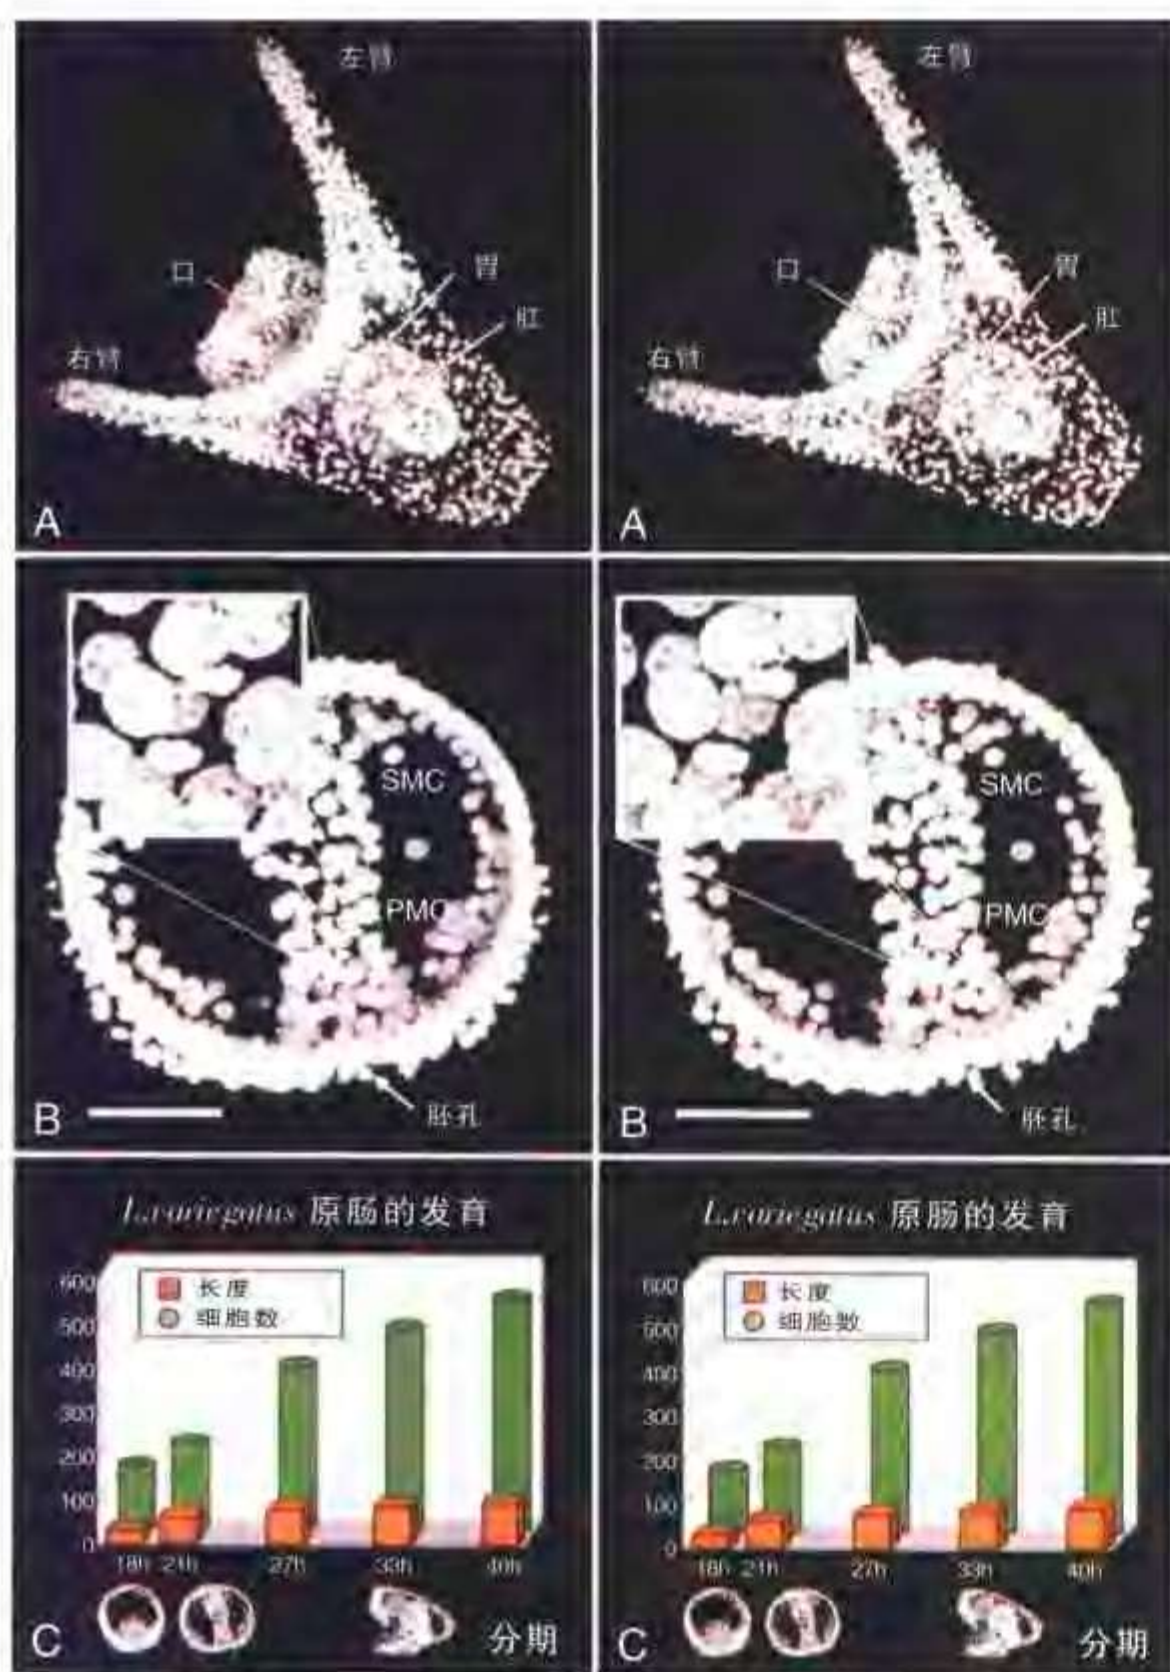 左臂
口
胃
肛
右臂
A
左臂
口
胃
肛
右臂
A
SMC
PMC
B
胚孔
SMC
PMC
B
胚孔
L.variegatus 原肠的发育
600
500
400
300
200
100
0
长度
细胞数
18h 21h 27h 33h 40h
C
分期
L.variegatus 原肠的发育
600
500
400
300
200
100
0
长度
细胞数
18h 21h 27h 33h 40h
C
分期